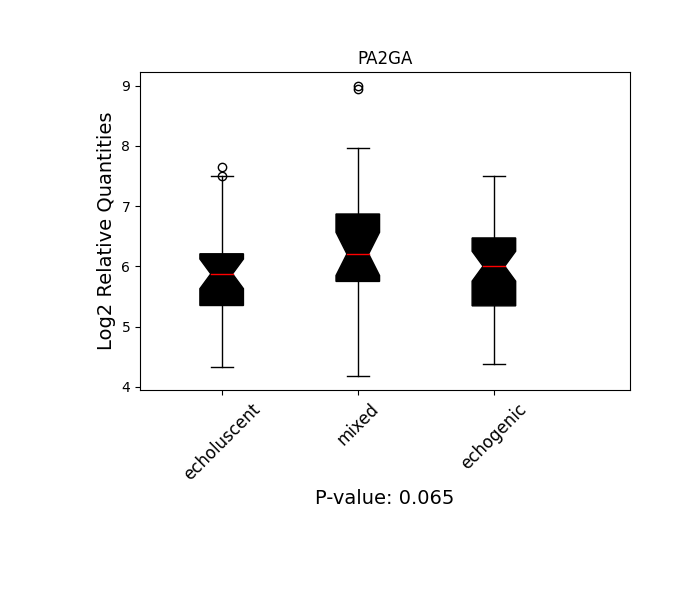 PA2GA
Log2 Relative Quantities
9
8
7
6
5
4
echoluscent
mixed
echogenic
P-value: 0.065